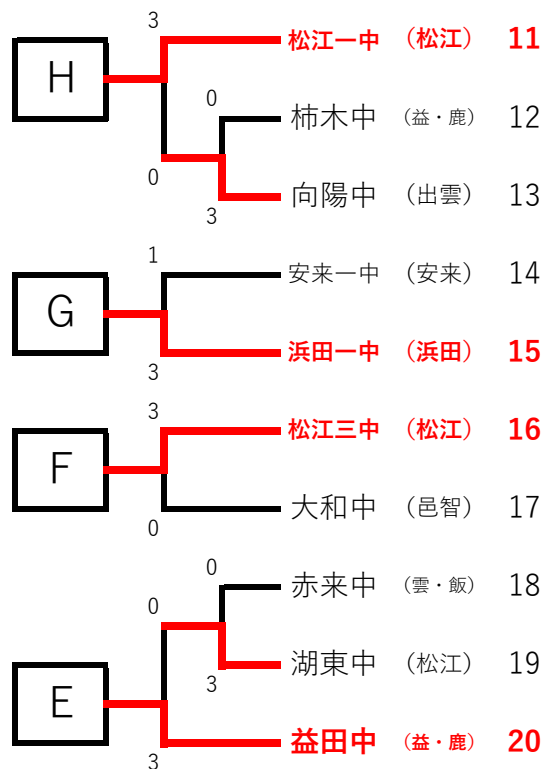 3
松江一中 （松江） 11
H
0
柿木中 （益・鹿） 12
0
向陽中 （出雲） 13
3
1
安来一中 （安来） 14
G
浜田一中 （浜田） 15
3
3
松江三中 （松江） 16
F
大和中 （邑智） 17
0
0
赤来中 （雲・飯） 18
0
湖東中 （松江） 19
3
E
益田中 （益・鹿） 20
3